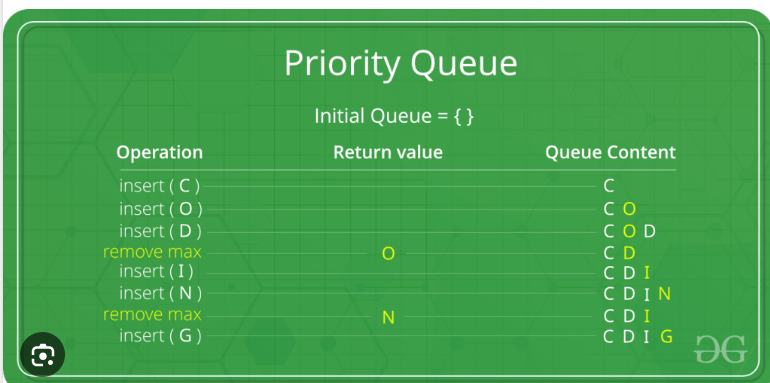 Priority Queue
Initial Queue = { }
Operation Return value Queue Content
insert ( C ) C
insert ( O ) C O
insert ( D ) C O D
remove max O C D
insert ( I ) C D I
insert ( N ) C D I N
remove max N C D I
insert ( G ) C D I G